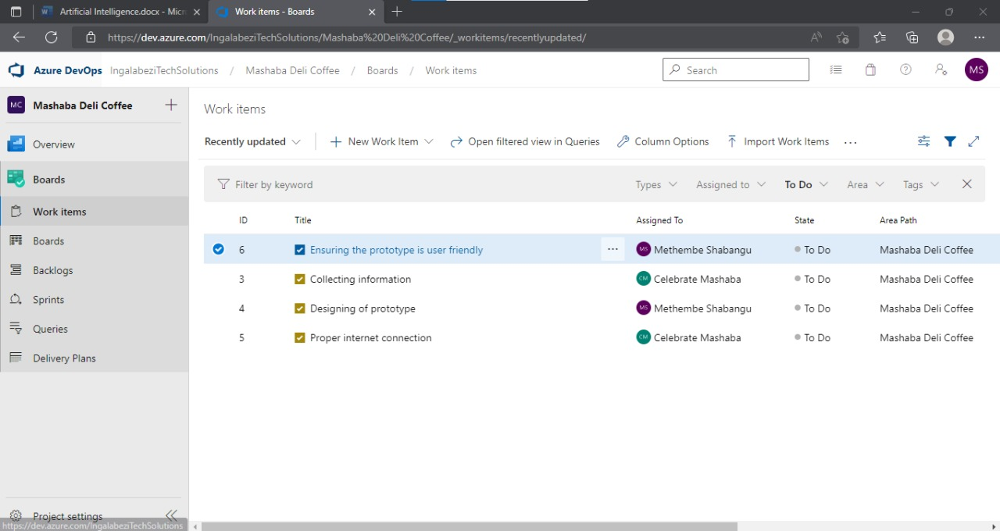 Artificial Intelligence.docx - Micr
Work items - Boards
https://dev.azure.com/IngalabeziTechSolutions/Mashaba%20Deli%20Coffee/_workitems/recentlyupdated/
Azure DevOps IngalabeziTechSolutions / Mashaba Deli Coffee / Boards / Work items
Search
MS
MC Mashaba Deli Coffee
Overview
Boards
Work items
Boards
Backlogs
Sprints
Queries
Delivery Plans
Project settings
https://dev.azure.com/IngalabeziTechSolutions
Work items
Recently updated New Work Item Open filtered view in Queries Column Options Import Work Items ...
Filter by keyword Types Assigned to To Do Area Tags
ID Title Assigned To State Area Path
6 Ensuring the prototype is user friendly ... MS Methembe Shabangu To Do Mashaba Deli Coffee
3 Collecting information CM Celebrate Mashaba To Do Mashaba Deli Coffee
4 Designing of prototype MS Methembe Shabangu To Do Mashaba Deli Coffee
5 Proper internet connection CM Celebrate Mashaba To Do Mashaba Deli Coffee